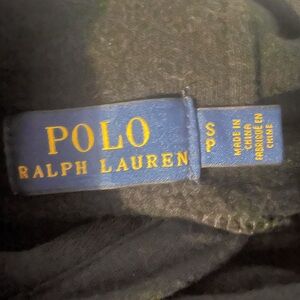 POLO
RALPH LAUREN
S
P
MADE IN
CHINA
FABRIQUÉ EN
CHINE